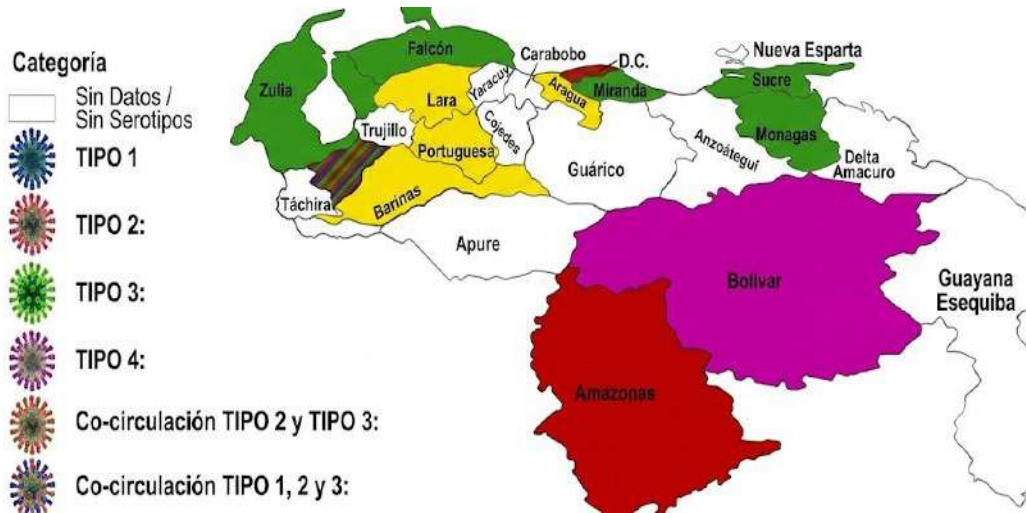 Categoría
Sin Datos /
Sin Serotipos
TIPO 1
TIPO 2:
TIPO 3:
TIPO 4:
Co-circulación TIPO 2 y TIPO 3:
Co-circulación TIPO 1, 2 y 3:
Zulia
Falcón
Lara
Yaracuy
Carabobo
D.C.
Aragua
Miranda
Nueva Esparta
Sucre
Monagas
Trujillo
Portuguesa
Cojedes
Guárico
Anzoátegui
Delta
Amacuro
Táchira
Barinas
Apure
Bolivar
Guayana
Esequiba
Amazonas